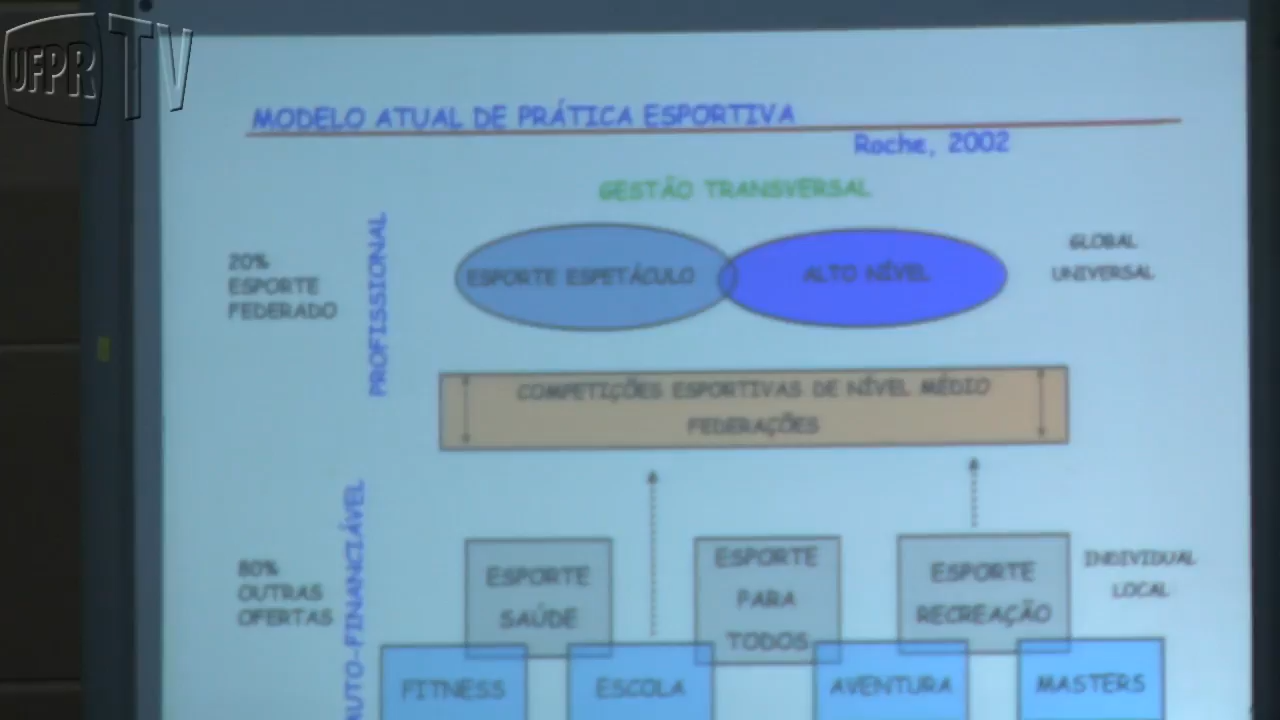 UFPR TV
MODELO ATUAL DE PRÁTICA ESPORTIVA
Roche, 2002
GESTÃO TRANSVERSAL
PROFISSIONAL
20%
ESPORTE
FEDERADO
ESPORTE ESPETÁCULO
ALTO NÍVEL
GLOBAL
UNIVERSAL
COMPETIÇÕES ESPORTIVAS DE NÍVEL MÉDIO
FEDERAÇÕES
AUTO-FINANCIÁVEL
80%
OUTRAS
OFERTAS
ESPORTE
SAÚDE
ESPORTE
PARA
TODOS
ESPORTE
RECREAÇÃO
INDIVIDUAL
LOCAL
FITNESS
ESCOLA
AVENTURA
MASTERS